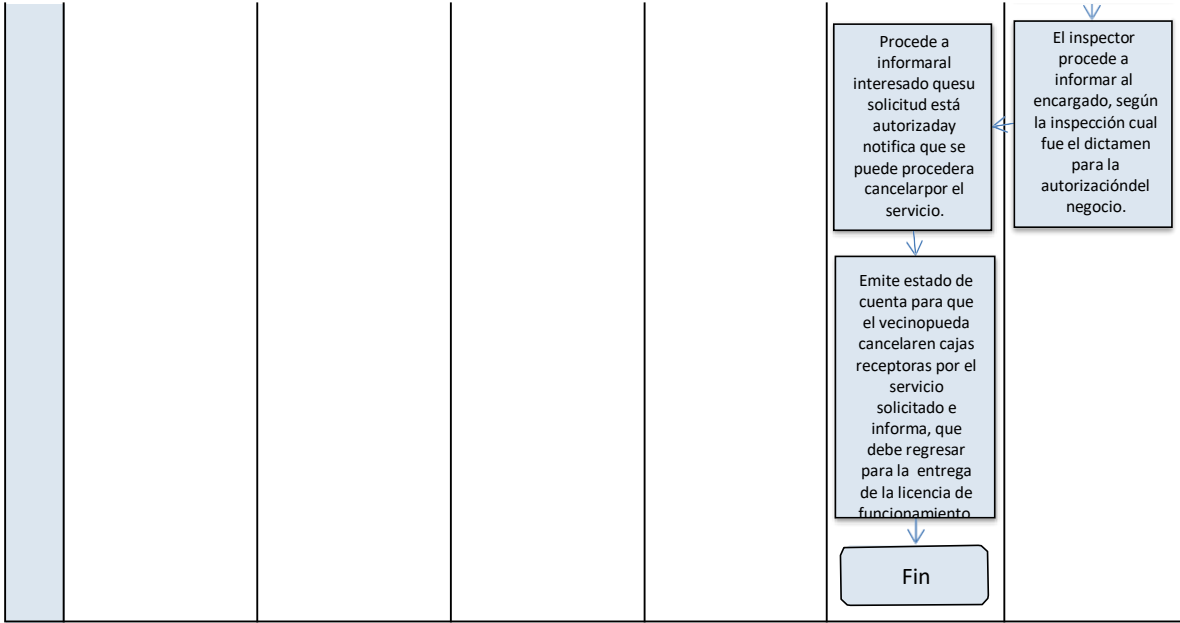 Procede a
informaral
interesado quesu
solicitud está
autorizaday
notifica que se
puede procedera
cancelarpor el
servicio.
El inspector
procede a
informar al
encargado, según
la inspección cual
fue el dictamen
para la
autorizacióndel
negocio.
Emite estado de
cuenta para que
el vecinopueda
cancelaren cajas
receptoras por el
servicio
solicitado e
informa, que
debe regresar
para la entrega
de la licencia de
funcionamiento
Fin